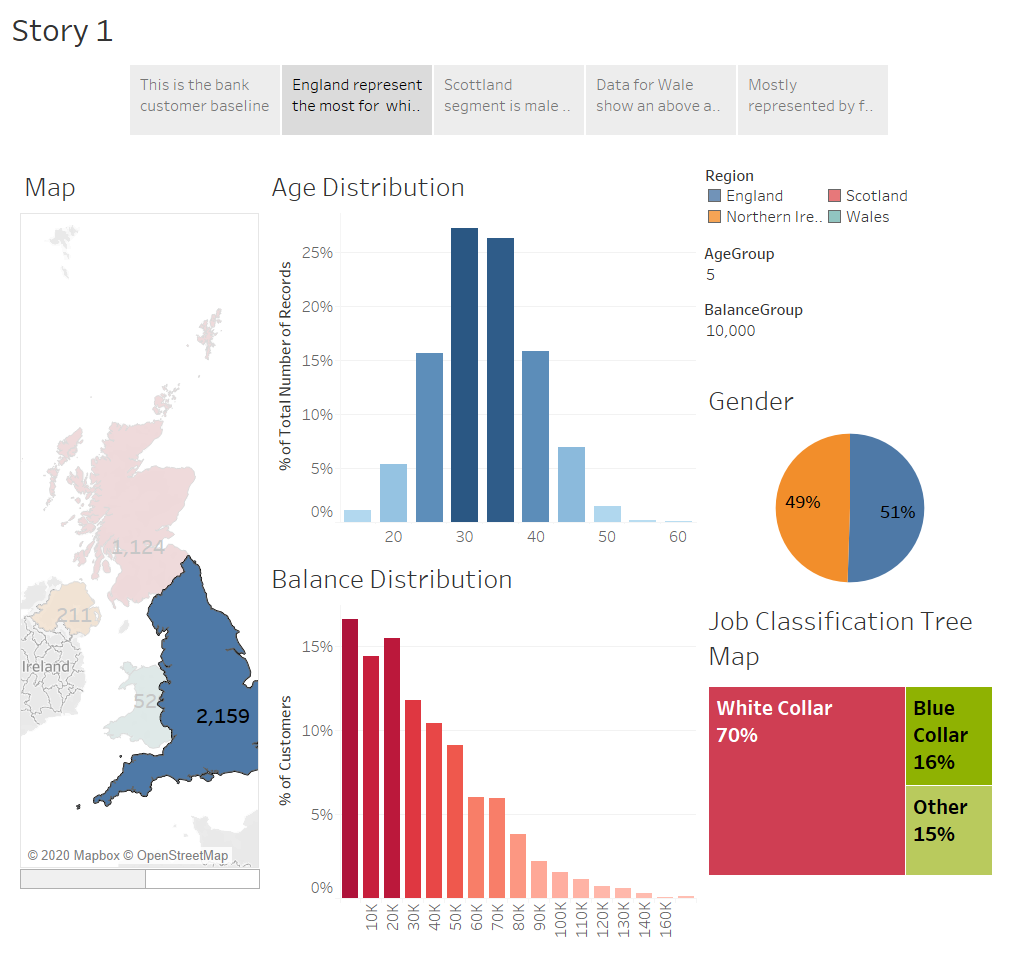 Story 1
This is the bank
customer baseline
England represent
the most for  whi..
Scottland
segment is male ..
Data for Wale
show an above a..
Mostly
represented by f..
Map
1,124
211
Ireland
52
2,159
© 2020 Mapbox © OpenStreetMap
Age Distribution
% of Total Number of Records
25%
20%
15%
10%
5%
0%
20
30
40
50
60
Balance Distribution
% of Customers
15%
10%
5%
0%
10K
20K
30K
40K
50K
60K
70K
80K
90K
100K
110K
120K
130K
140K
160K
Region
England
Scotland
Northern Ire..
Wales
AgeGroup
5
BalanceGroup
10,000
Gender
49%
51%
Job Classification Tree
Map
White Collar
70%
Blue
Collar
16%
Other
15%